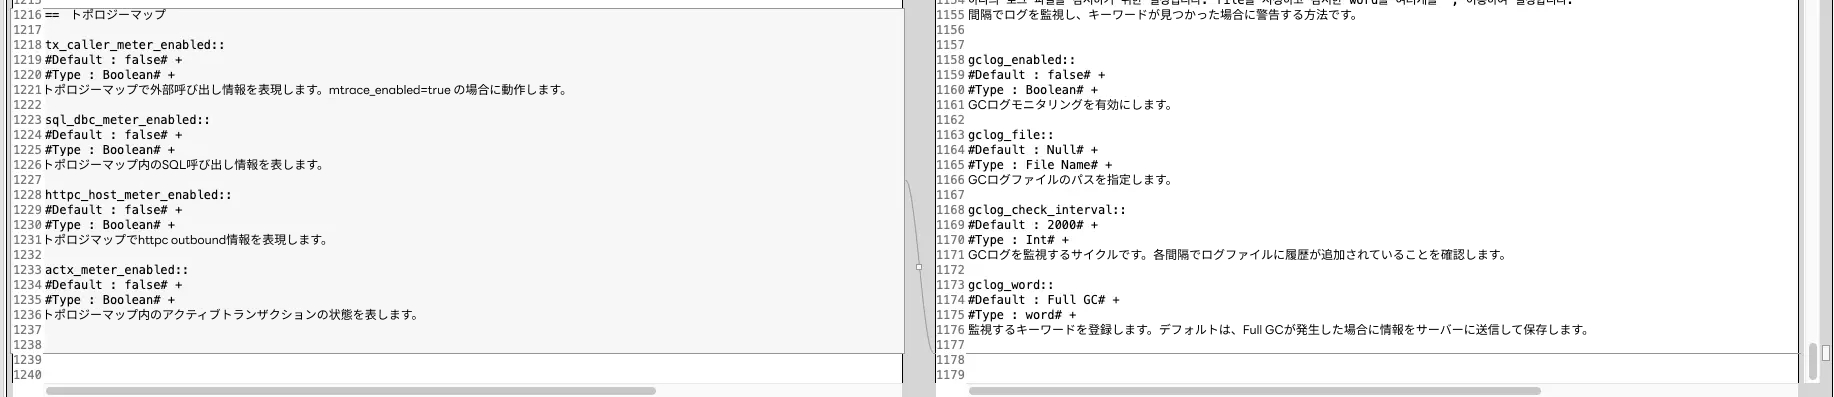 1216 ==　トポロジーマップ
1217
1218 tx_caller_meter_enabled::
1219 #Default : false# +
1220 #Type : Boolean# +
1221 トポロジーマップで外部呼び出し情報を表現します。mtrace_enabled=true の場合に動作します。
1222
1223 sql_dbc_meter_enabled::
1224 #Default : false# +
1225 #Type : Boolean# +
1226 トポロジーマップ内のSQL呼び出し情報を表します。
1227
1228 httpc_host_meter_enabled::
1229 #Default : false# +
1230 #Type : Boolean# +
1231 トポロジマップでhttpc outbound情報を表現します。
1232
1233 actx_meter_enabled::
1234 #Default : false# +
1235 #Type : Boolean# +
1236 トポロジーマップ内のアクティブトランザクションの状態を表します。
1237
1238
1239
1240
1155 間隔でログを監視し、キーワードが見つかった場合に警告する方法です。
1156
1157
1158 gclog_enabled::
1159 #Default : false# +
1160 #Type : Boolean# +
1161 GCログモニタリングを有効にします。
1162
1163 gclog_file::
1164 #Default : Null# +
1165 #Type : File Name# +
1166 GCログファイルのパスを指定します。
1167
1168 gclog_check_interval::
1169 #Default : 2000# +
1170 #Type : Int# +
1171 GCログを監視するサイクルです。各間隔でログファイルに履歴が追加されていることを確認します。
1172
1173 gclog_word::
1174 #Default : Full GC# +
1175 #Type : word# +
1176 監視するキーワードを登録します。デフォルトは、Full GCが発生した場合に情報をサーバーに送信して保存します。
1177
1178
1179